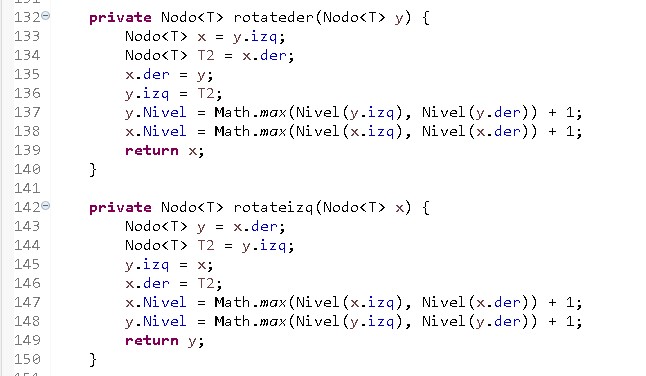 132 private Nodo<T> rotateder(Nodo<T> y) {
133 Nodo<T> x = y.izq;
134 Nodo<T> T2 = x.der;
135 x.der = y;
136 y.izq = T2;
137 y.Nivel = Math.max(Nivel(y.izq), Nivel(y.der)) + 1;
138 x.Nivel = Math.max(Nivel(x.izq), Nivel(x.der)) + 1;
139 return x;
140 }
141
142 private Nodo<T> rotateizq(Nodo<T> x) {
143 Nodo<T> y = x.der;
144 Nodo<T> T2 = y.izq;
145 y.izq = x;
146 x.der = T2;
147 x.Nivel = Math.max(Nivel(x.izq), Nivel(x.der)) + 1;
148 y.Nivel = Math.max(Nivel(y.izq), Nivel(y.der)) + 1;
149 return y;
150 }